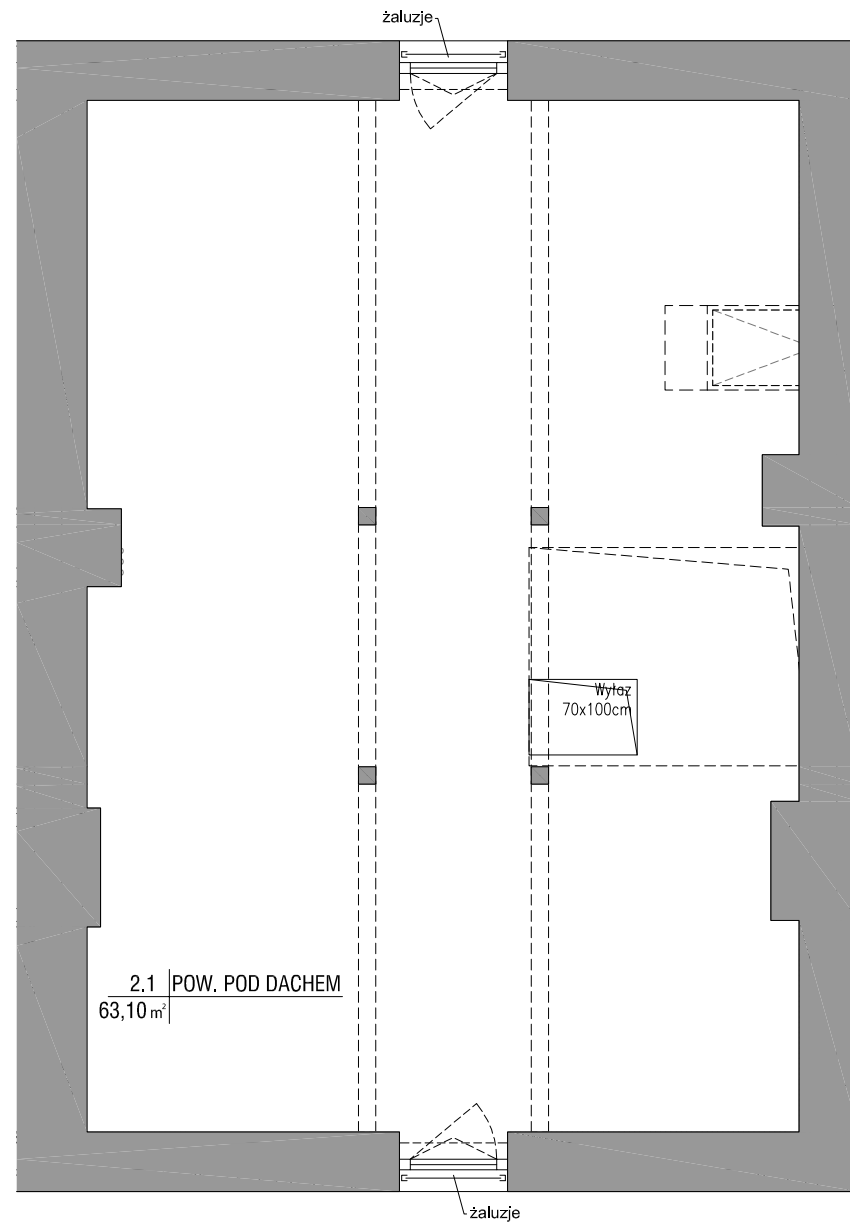 żaluzje
Wyłaz
70x100cm
2.1 POW. POD DACHEM
63,10 m²
żaluzje